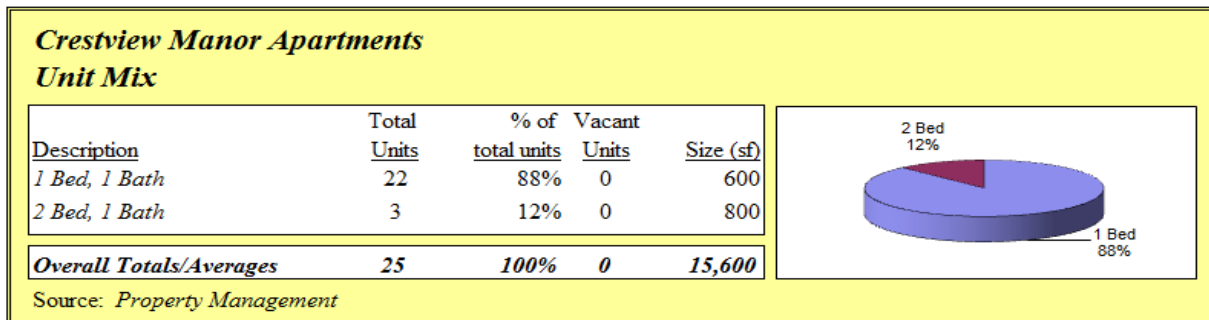 Crestview Manor Apartments
Unit Mix
Total % of Vacant
Description Units total units Units Size (sf)
1 Bed, 1 Bath 22 88% 0 600
2 Bed, 1 Bath 3 12% 0 800
Overall Totals/Averages 25 100% 0 15,600
Source: Property Management
2 Bed
12%
1 Bed
88%